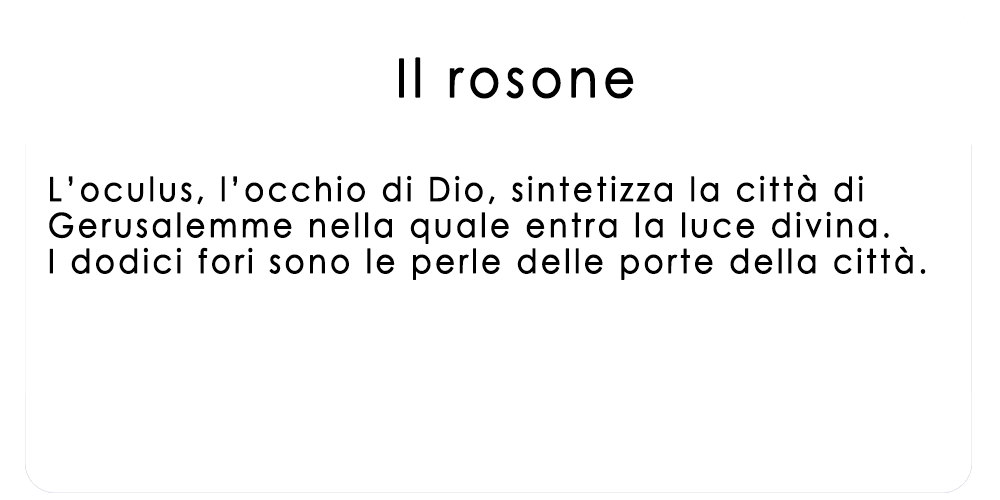 Il rosone
L’oculus, l’occhio di Dio, sintetizza la città di
Gerusalemme nella quale entra la luce divina.
I dodici fori sono le perle delle porte della città.